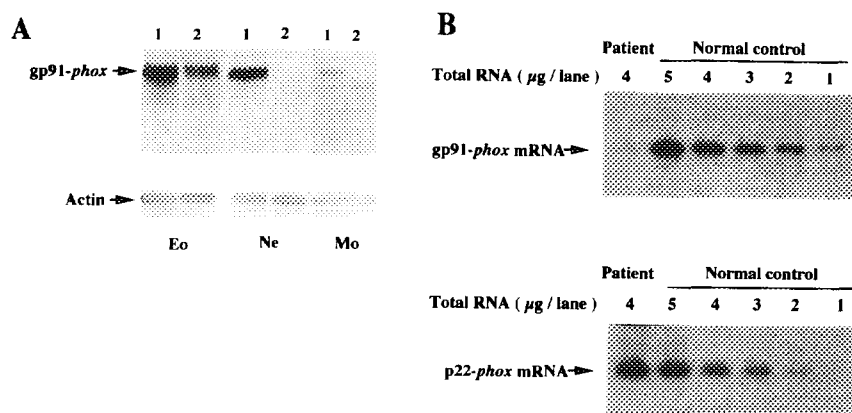 A
1 2 1 2 1 2
gp91-phox
Actin
Eo Ne Mo
B
Patient Normal control
Total RNA ( μg / lane ) 4 5 4 3 2 1
gp91-phox mRNA
Patient Normal control
Total RNA ( μg / lane ) 4 5 4 3 2 1
p22-phox mRNA